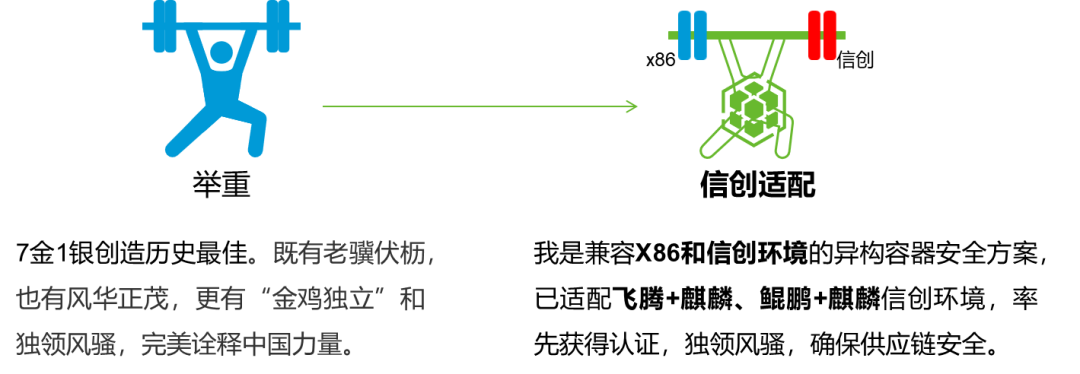 x86
信创
举重
信创适配
7金1银创造历史最佳。既有老骥伏枥，
也有风华正茂，更有“金鸡独立”和
独领风骚，完美诠释中国力量。
我是兼容X86和信创环境的异构容器安全方案，
已适配飞腾+麒麟、鲲鹏+麒麟信创环境，率
先获得认证，独领风骚，确保供应链安全。